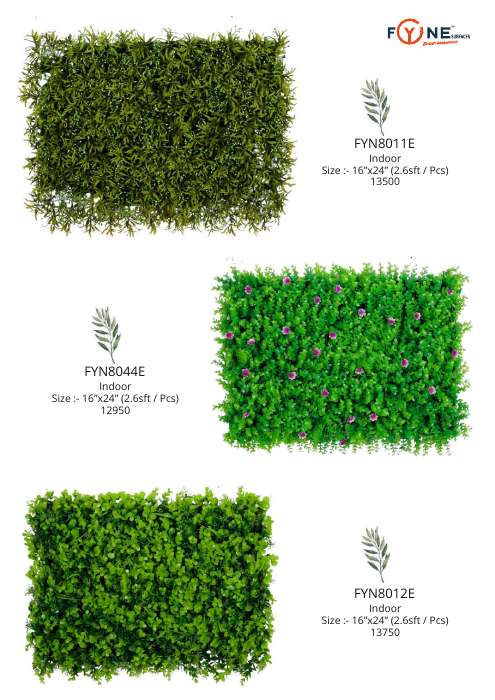 FYNE
SURFACES
FYN8011E
Indoor
Size :- 16”x24” (2.6sft / Pcs)
13500
FYN8044E
Indoor
Size :- 16”x24” (2.6sft / Pcs)
12950
FYN8012E
Indoor
Size :- 16”x24” (2.6sft / Pcs)
13750